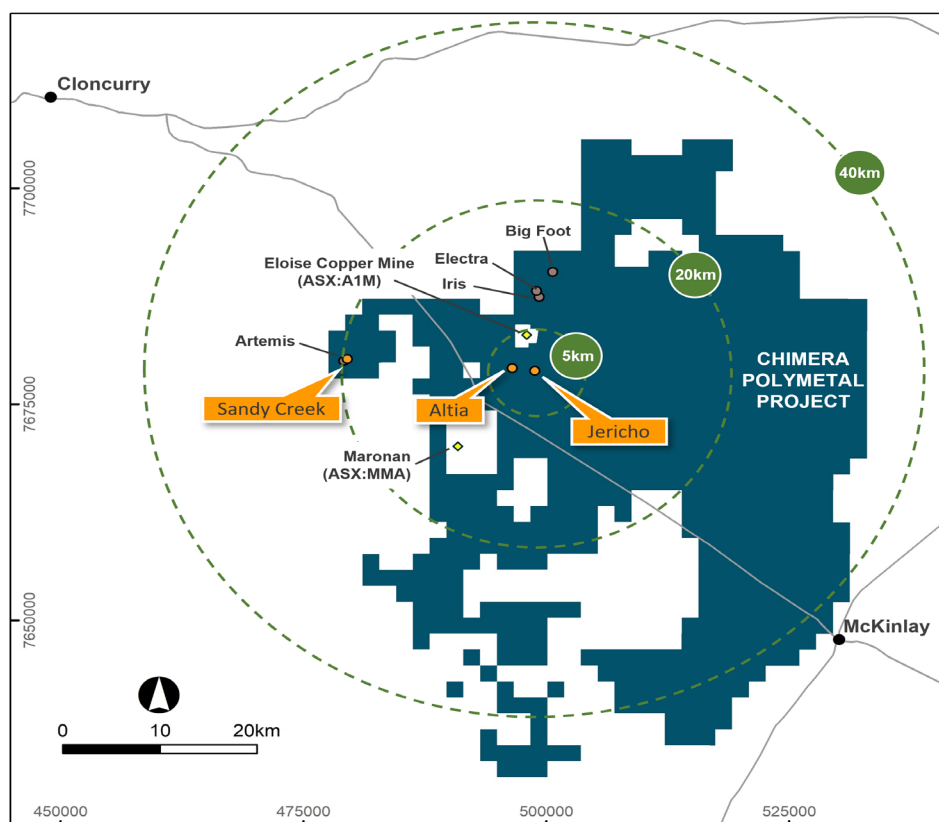 Cloncurry
40km
7700000
Big Foot
Electra
Eloise Copper Mine
(ASX:A1M)
Iris
20km
Artemis
5km
CHIMERA
POLYMETAL
PROJECT
Sandy Creek
Altia
7675000
Jericho
Maronan
(ASX:MMA)
7650000
McKinlay
0 10 20km
450000 475000 500000 525000